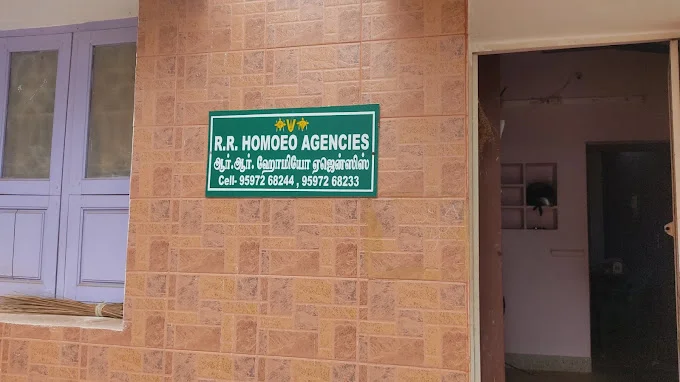 R.R. HOMOEO AGENCIES
ஆர்.ஆர். ஹோமியோ ஏஜென்ஸிஸ்
Cell- 95972 68244 , 95972 68233